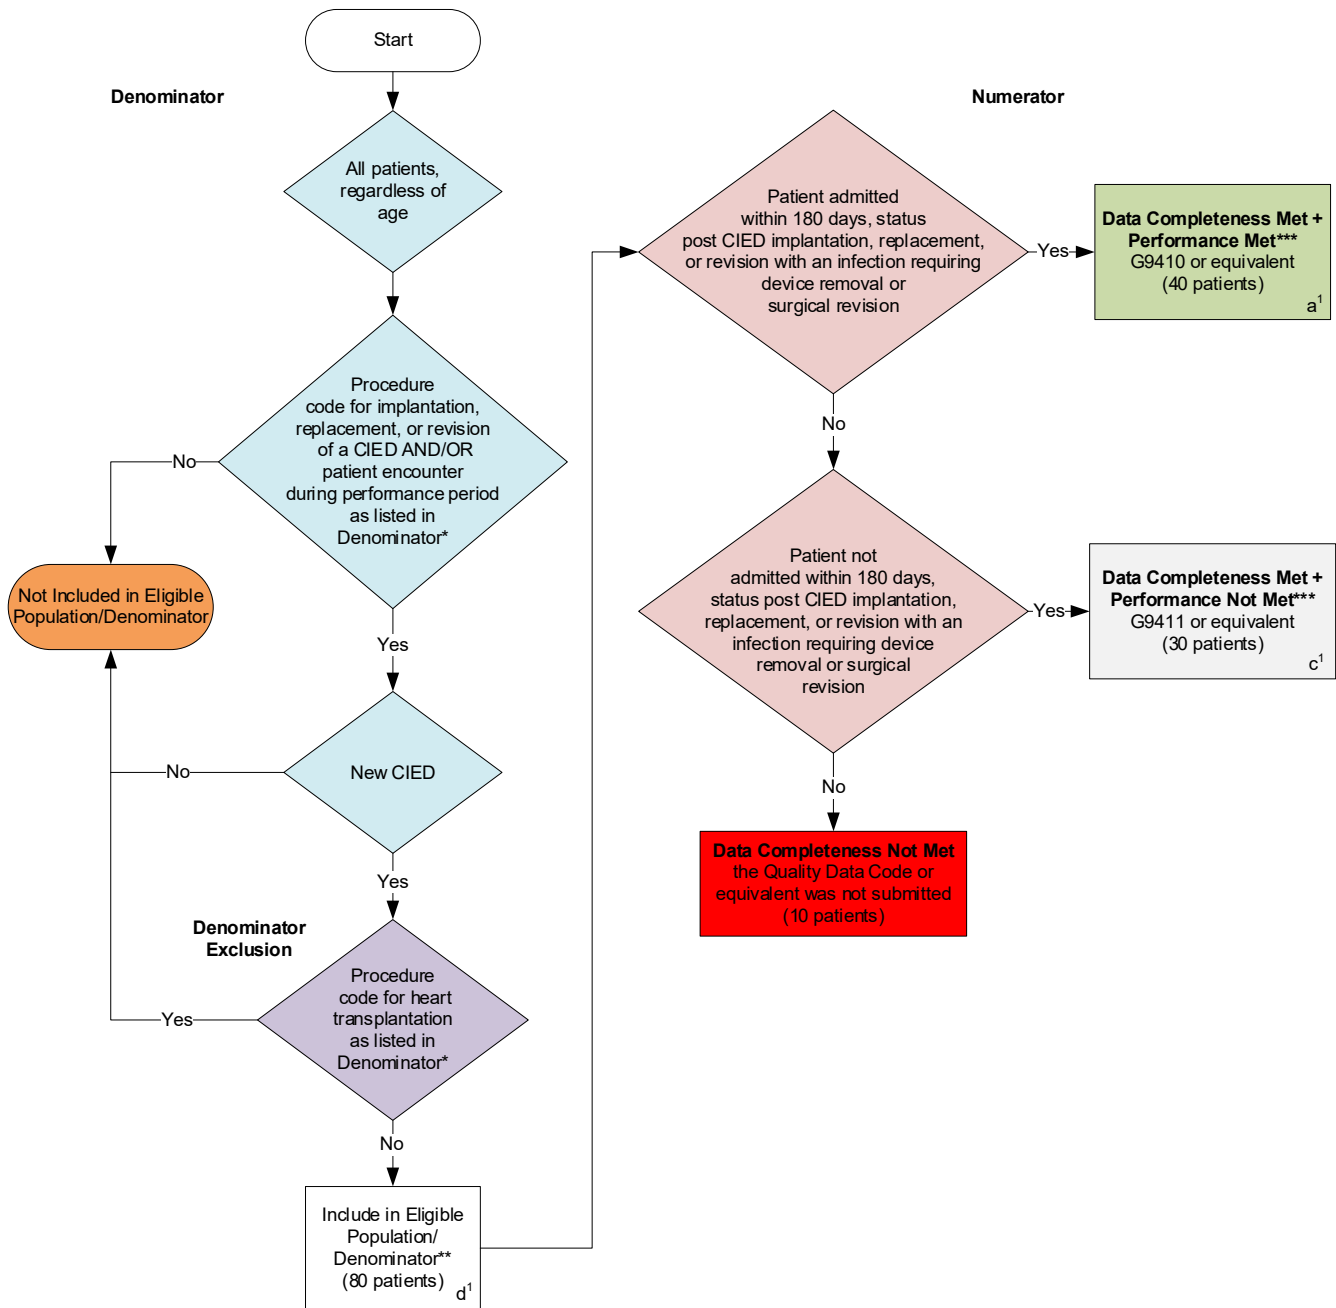 Start
Denominator
All patients,
regardless of
age
Procedure
code for implantation,
replacement, or revision
of a CIED AND/OR
patient encounter
during performance period
as listed in
Denominator*
No
Not Included in Eligible
Population/Denominator
Yes
New CIED
No
Yes
Denominator
Exclusion
Procedure
code for heart
transplantation
as listed in
Denominator*
Yes
No
Include in Eligible
Population/
Denominator**
(80 patients)
d¹
Numerator
Patient admitted
within 180 days, status
post CIED implantation, replacement,
or revision with an infection requiring
device removal or
surgical revision
Yes
Data Completeness Met +
Performance Met***
G9410 or equivalent
(40 patients)
a¹
No
Patient not
admitted within 180 days,
status post CIED implantation,
replacement, or revision with an
infection requiring device
removal or surgical
revision
Yes
Data Completeness Met +
Performance Not Met***
G9411 or equivalent
(30 patients)
c¹
No
Data Completeness Not Met
the Quality Data Code or
equivalent was not submitted
(10 patients)